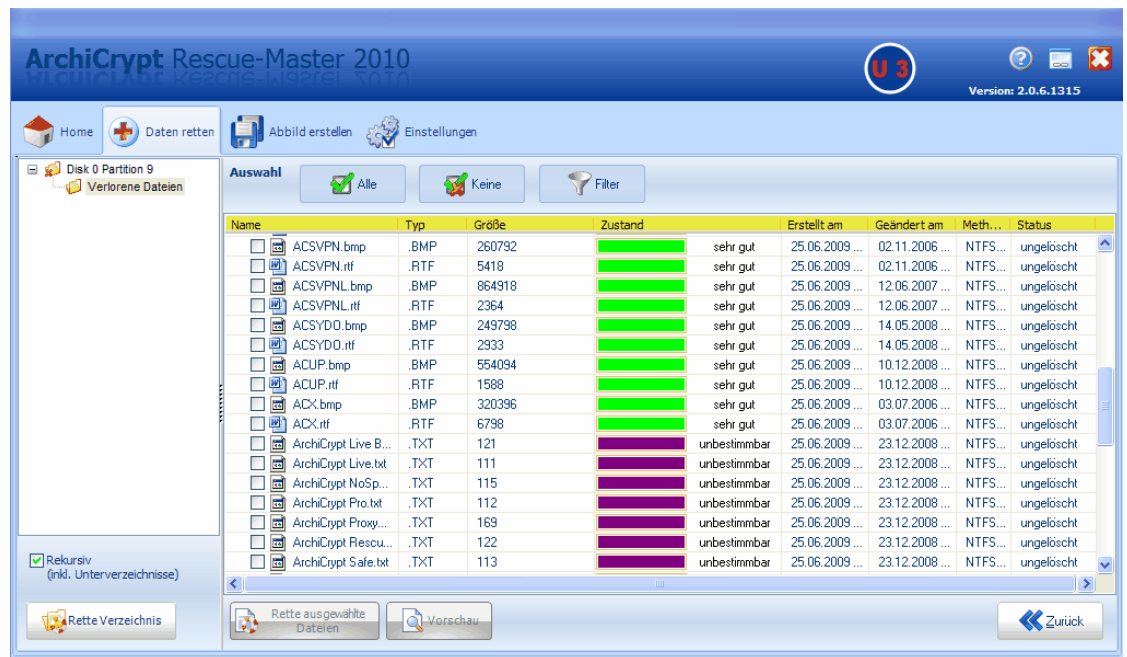 ArchiCrypt Rescue-Master 2010
U 3
Version: 2.0.6.1315
Home Daten retten Abbild erstellen Einstellungen
Disk 0 Partition 9
Verlorene Dateien
Auswahl Alle Keine Filter
Name Typ Größe Zustand Erstellt am Geändert am Meth... Status
ACSVPN.bmp .BMP 260792 sehr gut 25.06.2009 ... 02.11.2006 ... NTFS... ungelöscht
ACSVPN.rtf .RTF 5418 sehr gut 25.06.2009 ... 02.11.2006 ... NTFS... ungelöscht
ACSVPNL.bmp .BMP 864918 sehr gut 25.06.2009 ... 12.06.2007 ... NTFS... ungelöscht
ACSVPNL.rtf .RTF 2364 sehr gut 25.06.2009 ... 12.06.2007 ... NTFS... ungelöscht
ACSYDO.bmp .BMP 249798 sehr gut 25.06.2009 ... 14.05.2008 ... NTFS... ungelöscht
ACSYDO.rtf .RTF 2933 sehr gut 25.06.2009 ... 14.05.2008 ... NTFS... ungelöscht
ACUP.bmp .BMP 554094 sehr gut 25.06.2009 ... 10.12.2008 ... NTFS... ungelöscht
ACUP.rtf .RTF 1588 sehr gut 25.06.2009 ... 10.12.2008 ... NTFS... ungelöscht
ACX.bmp .BMP 320396 sehr gut 25.06.2009 ... 03.07.2006 ... NTFS... ungelöscht
ACX.rtf .RTF 6798 sehr gut 25.06.2009 ... 03.07.2006 ... NTFS... ungelöscht
ArchiCrypt Live B... .TXT 121 unbestimmbar 25.06.2009 ... 23.12.2008 ... NTFS... ungelöscht
ArchiCrypt Live.txt .TXT 111 unbestimmbar 25.06.2009 ... 23.12.2008 ... NTFS... ungelöscht
ArchiCrypt NoSp... .TXT 115 unbestimmbar 25.06.2009 ... 23.12.2008 ... NTFS... ungelöscht
ArchiCrypt Pro.txt .TXT 112 unbestimmbar 25.06.2009 ... 23.12.2008 ... NTFS... ungelöscht
ArchiCrypt Proxy... .TXT 169 unbestimmbar 25.06.2009 ... 23.12.2008 ... NTFS... ungelöscht
ArchiCrypt Rescu... .TXT 122 unbestimmbar 25.06.2009 ... 23.12.2008 ... NTFS... ungelöscht
ArchiCrypt Safe.txt .TXT 113 unbestimmbar 25.06.2009 ... 23.12.2008 ... NTFS... ungelöscht
Rekursiv
(inkl. Unterverzeichnisse)
Rette Verzeichnis
Rette ausgewählte
Dateien
Vorschau
Zurück